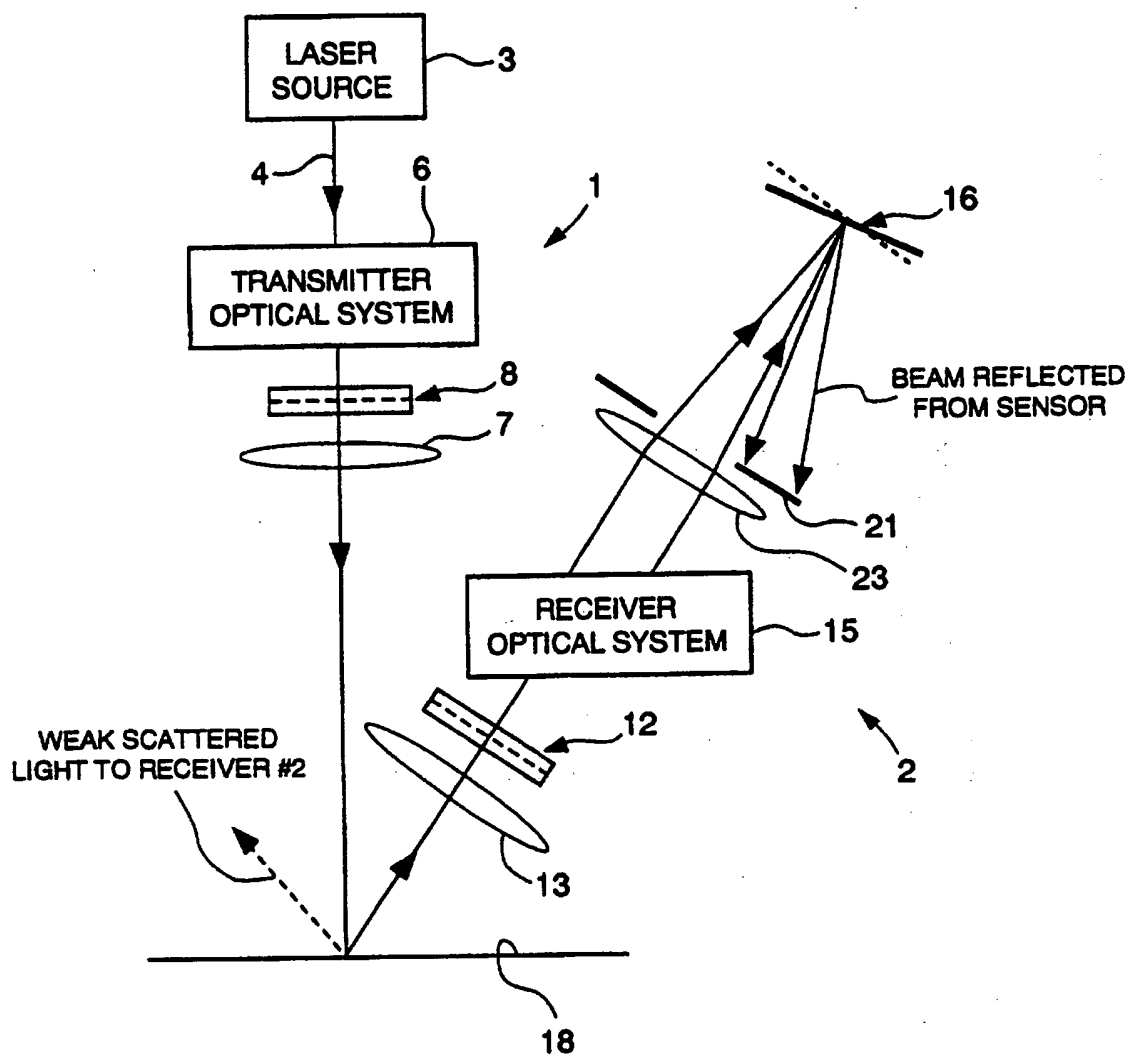 LASER
SOURCE
3
4
6
1
16
TRANSMITTER
OPTICAL SYSTEM
8
7
BEAM REFLECTED
FROM SENSOR
21
23
RECEIVER
OPTICAL SYSTEM
15
12
2
WEAK SCATTERED
LIGHT TO RECEIVER #2
13
18